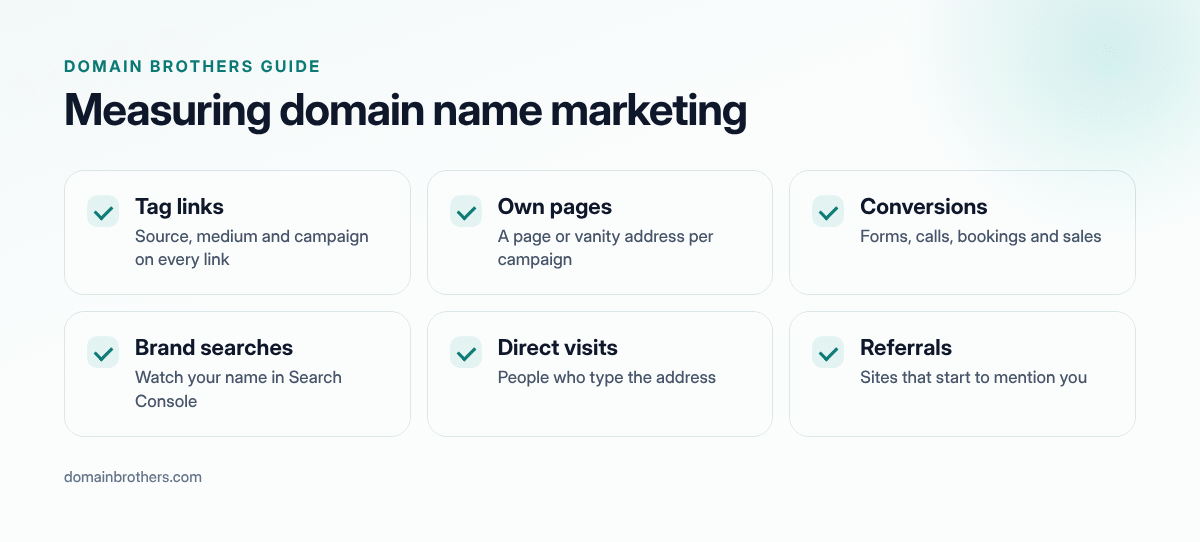 DOMAIN BROTHERS GUIDE
Measuring domain name marketing
Tag links
Source, medium and campaign
on every link
Own pages
A page or vanity address per
campaign
Conversions
Forms, calls, bookings and sales
Brand searches
Watch your name in Search
Console
Direct visits
People who type the address
Referrals
Sites that start to mention you
domainbrothers.com